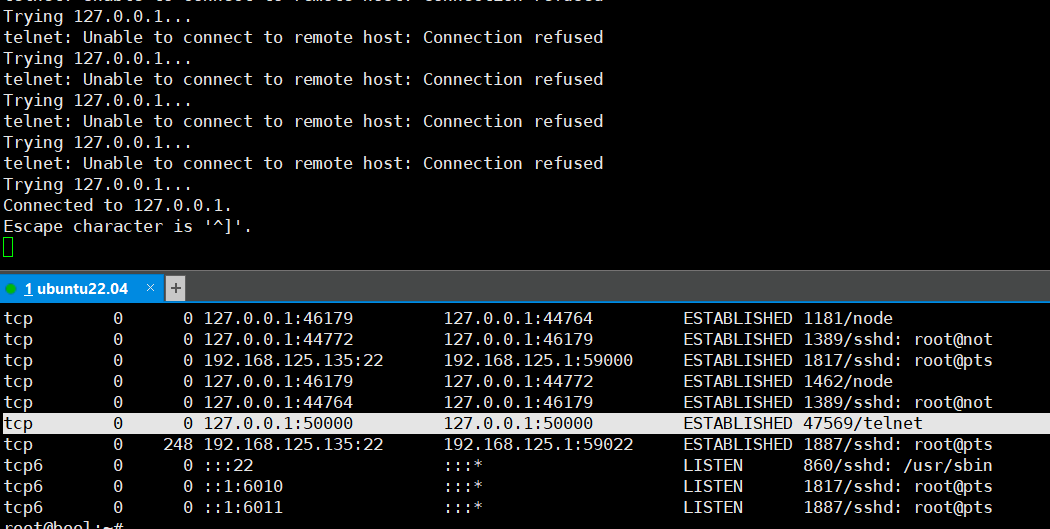 telnet: Unable to connect to remote host: Connection refused
Trying 127.0.0.1...
telnet: Unable to connect to remote host: Connection refused
Trying 127.0.0.1...
telnet: Unable to connect to remote host: Connection refused
Trying 127.0.0.1...
telnet: Unable to connect to remote host: Connection refused
Trying 127.0.0.1...
telnet: Unable to connect to remote host: Connection refused
Trying 127.0.0.1...
Connected to 127.0.0.1.
Escape character is '^]'.
1 ubuntu22.04 × +
tcp 0 0 127.0.0.1:46179 127.0.0.1:44764 ESTABLISHED 1181/node
tcp 0 0 127.0.0.1:44772 127.0.0.1:46179 ESTABLISHED 1389/sshd: root@not
tcp 0 0 192.168.125.135:22 192.168.125.1:59000 ESTABLISHED 1817/sshd: root@pts
tcp 0 0 127.0.0.1:46179 127.0.0.1:44772 ESTABLISHED 1462/node
tcp 0 0 127.0.0.1:44764 127.0.0.1:46179 ESTABLISHED 1389/sshd: root@not
tcp 0 0 127.0.0.1:50000 127.0.0.1:50000 ESTABLISHED 47569/telnet
tcp 0 248 192.168.125.135:22 192.168.125.1:59022 ESTABLISHED 1887/sshd: root@pts
tcp6 0 0 :::22 :::* LISTEN 860/sshd: /usr/sbin
tcp6 0 0 ::1:6010 :::* LISTEN 1817/sshd: root@pts
tcp6 0 0 ::1:6011 :::* LISTEN 1887/sshd: root@pts